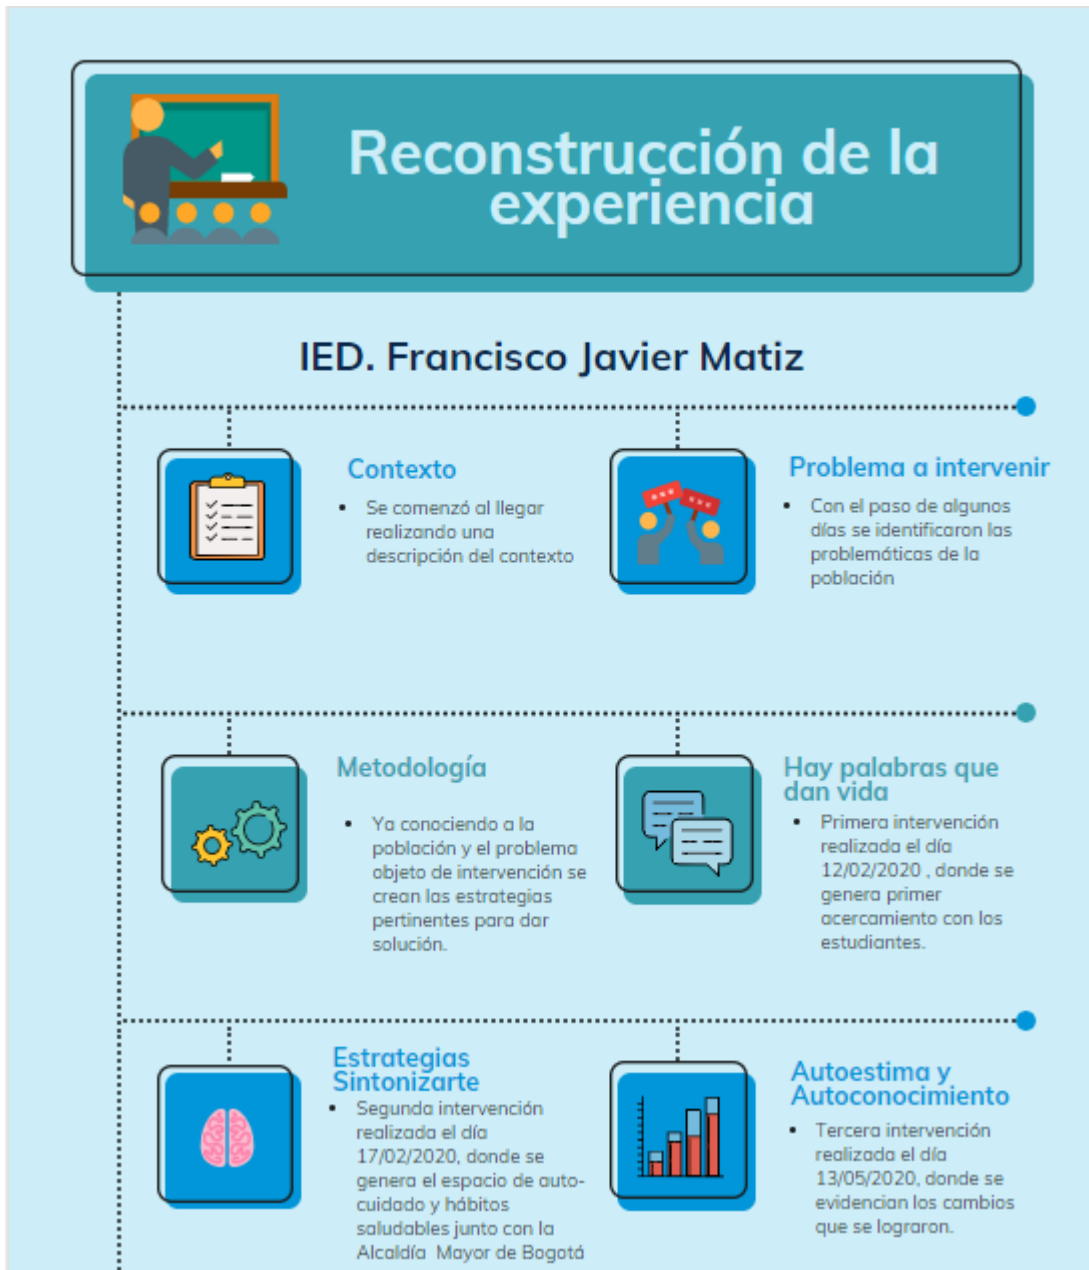 Reconstrucción de la
experiencia
IED. Francisco Javier Matiz
Contexto
• Se comenzó al llegar
realizando una
descripción del contexto
Problema a intervenir
• Con el paso de algunos
días se identificaron las
problemáticas de la
población
Metodología
• Ya conociendo a la
población y el problema
objeto de intervención se
crean las estrategias
pertinentes para dar
solución.
Hay palabras que
dan vida
• Primera intervención
realizada el día
12/02/2020 , donde se
genera primer
acercamiento con los
estudiantes.
Estrategias
Sintonizarte
• Segunda intervención
realizada el día
17/02/2020, donde se
genera el espacio de auto-
cuidado y hábitos
saludables junto con la
Alcaldía Mayor de Bogotá
Autoestima y
Autoconocimiento
• Tercera intervención
realizada el día
13/05/2020, donde se
evidencian los cambios
que se lograron.